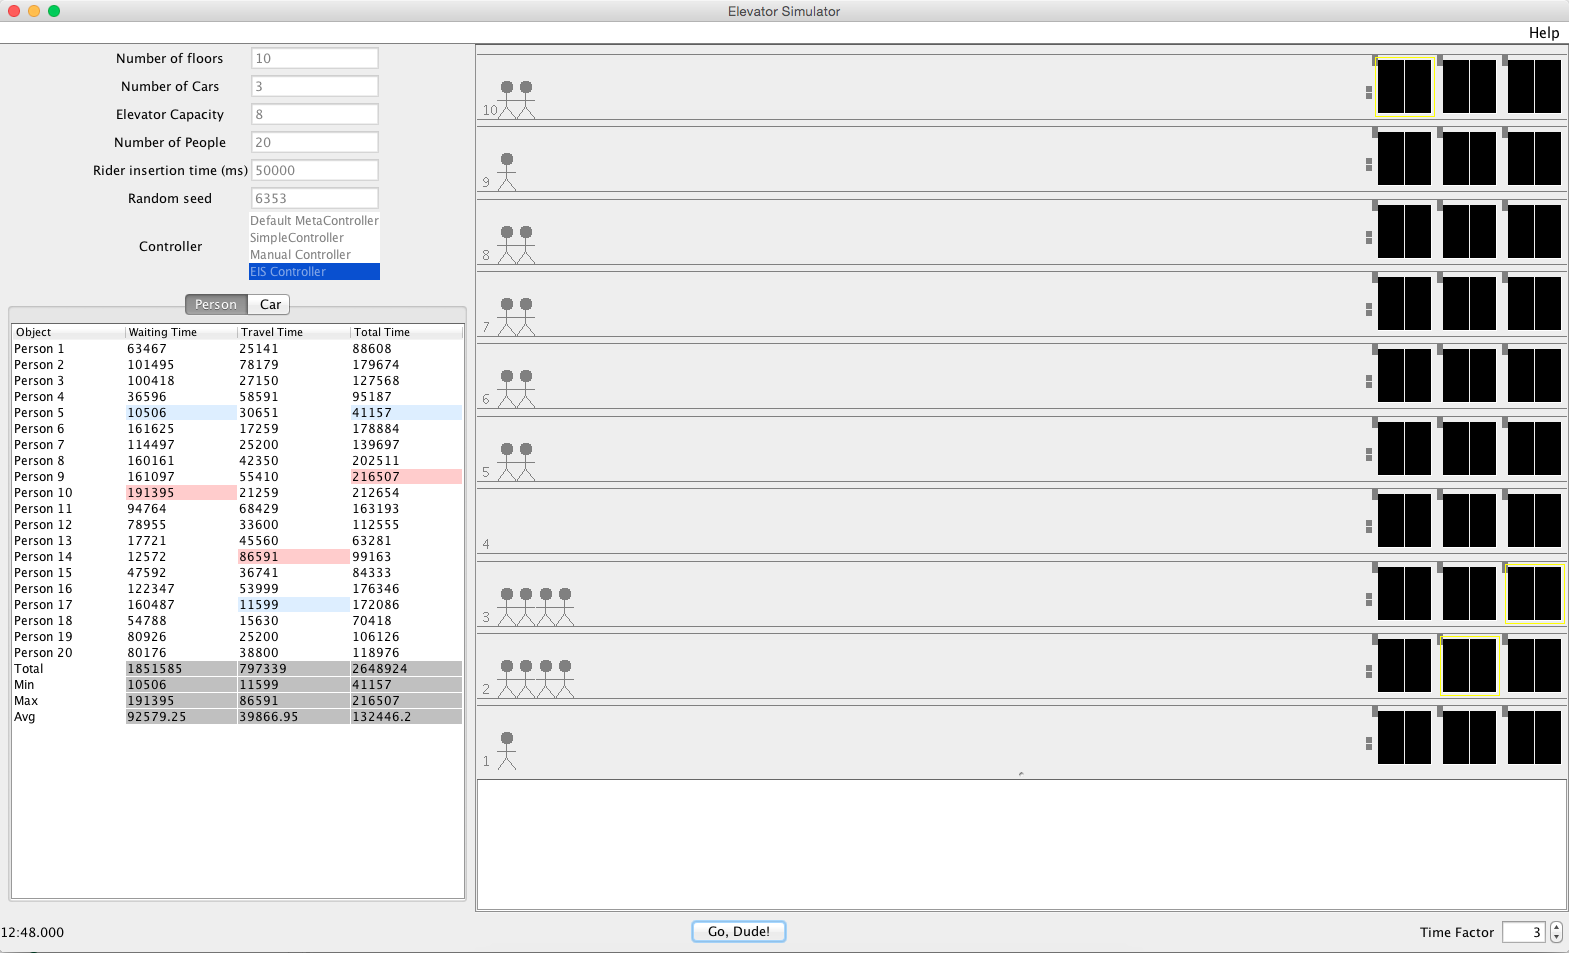 Elevator Simulator
Help
Number of floors 10
Number of Cars 3
Elevator Capacity 8
Number of People 20
Rider insertion time (ms) 50000
Random seed 6353
Controller
Default MetaController
SimpleController
Manual Controller
EIS Controller
Person Car
Object Waiting Time Travel Time Total Time
Person 1 63467 25141 88608
Person 2 101495 78179 179674
Person 3 100418 27150 127568
Person 4 36596 58591 95187
Person 5 10506 30651 41157
Person 6 161625 17259 178884
Person 7 114497 25200 139697
Person 8 160161 42350 202511
Person 9 161097 55410 216507
Person 10 191395 21259 212654
Person 11 94764 68429 163193
Person 12 78955 33600 112555
Person 13 17721 45560 63281
Person 14 12572 86591 99163
Person 15 47592 36741 84333
Person 16 122347 53999 176346
Person 17 160487 11599 172086
Person 18 54788 15630 70418
Person 19 80926 25200 106126
Person 20 80176 38800 118976
Total 1851585 797339 2648924
Min 10506 11599 41157
Max 191395 86591 216507
Avg 92579.25 39866.95 132446.2
10
9
8
7
6
5
4
3
2
1
12:48.000
Go, Dude!
Time Factor 3